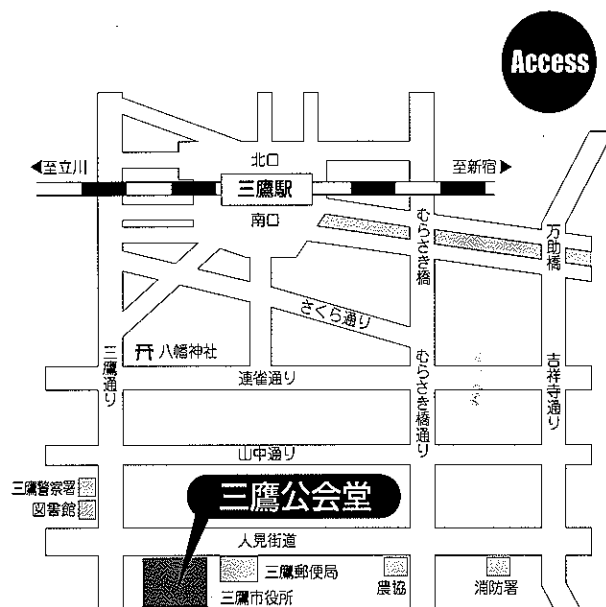 Access
至立川
北口
至新宿
三鷹駅
南口
むらさき橋
万助橋
さくら通り
八幡神社
三鷹通り
連雀通り
むらさき橋通り
吉祥寺通り
山中通り
三鷹警察署
図書館
三鷹公会堂
人見街道
三鷹郵便局
三鷹市役所
農協
消防署